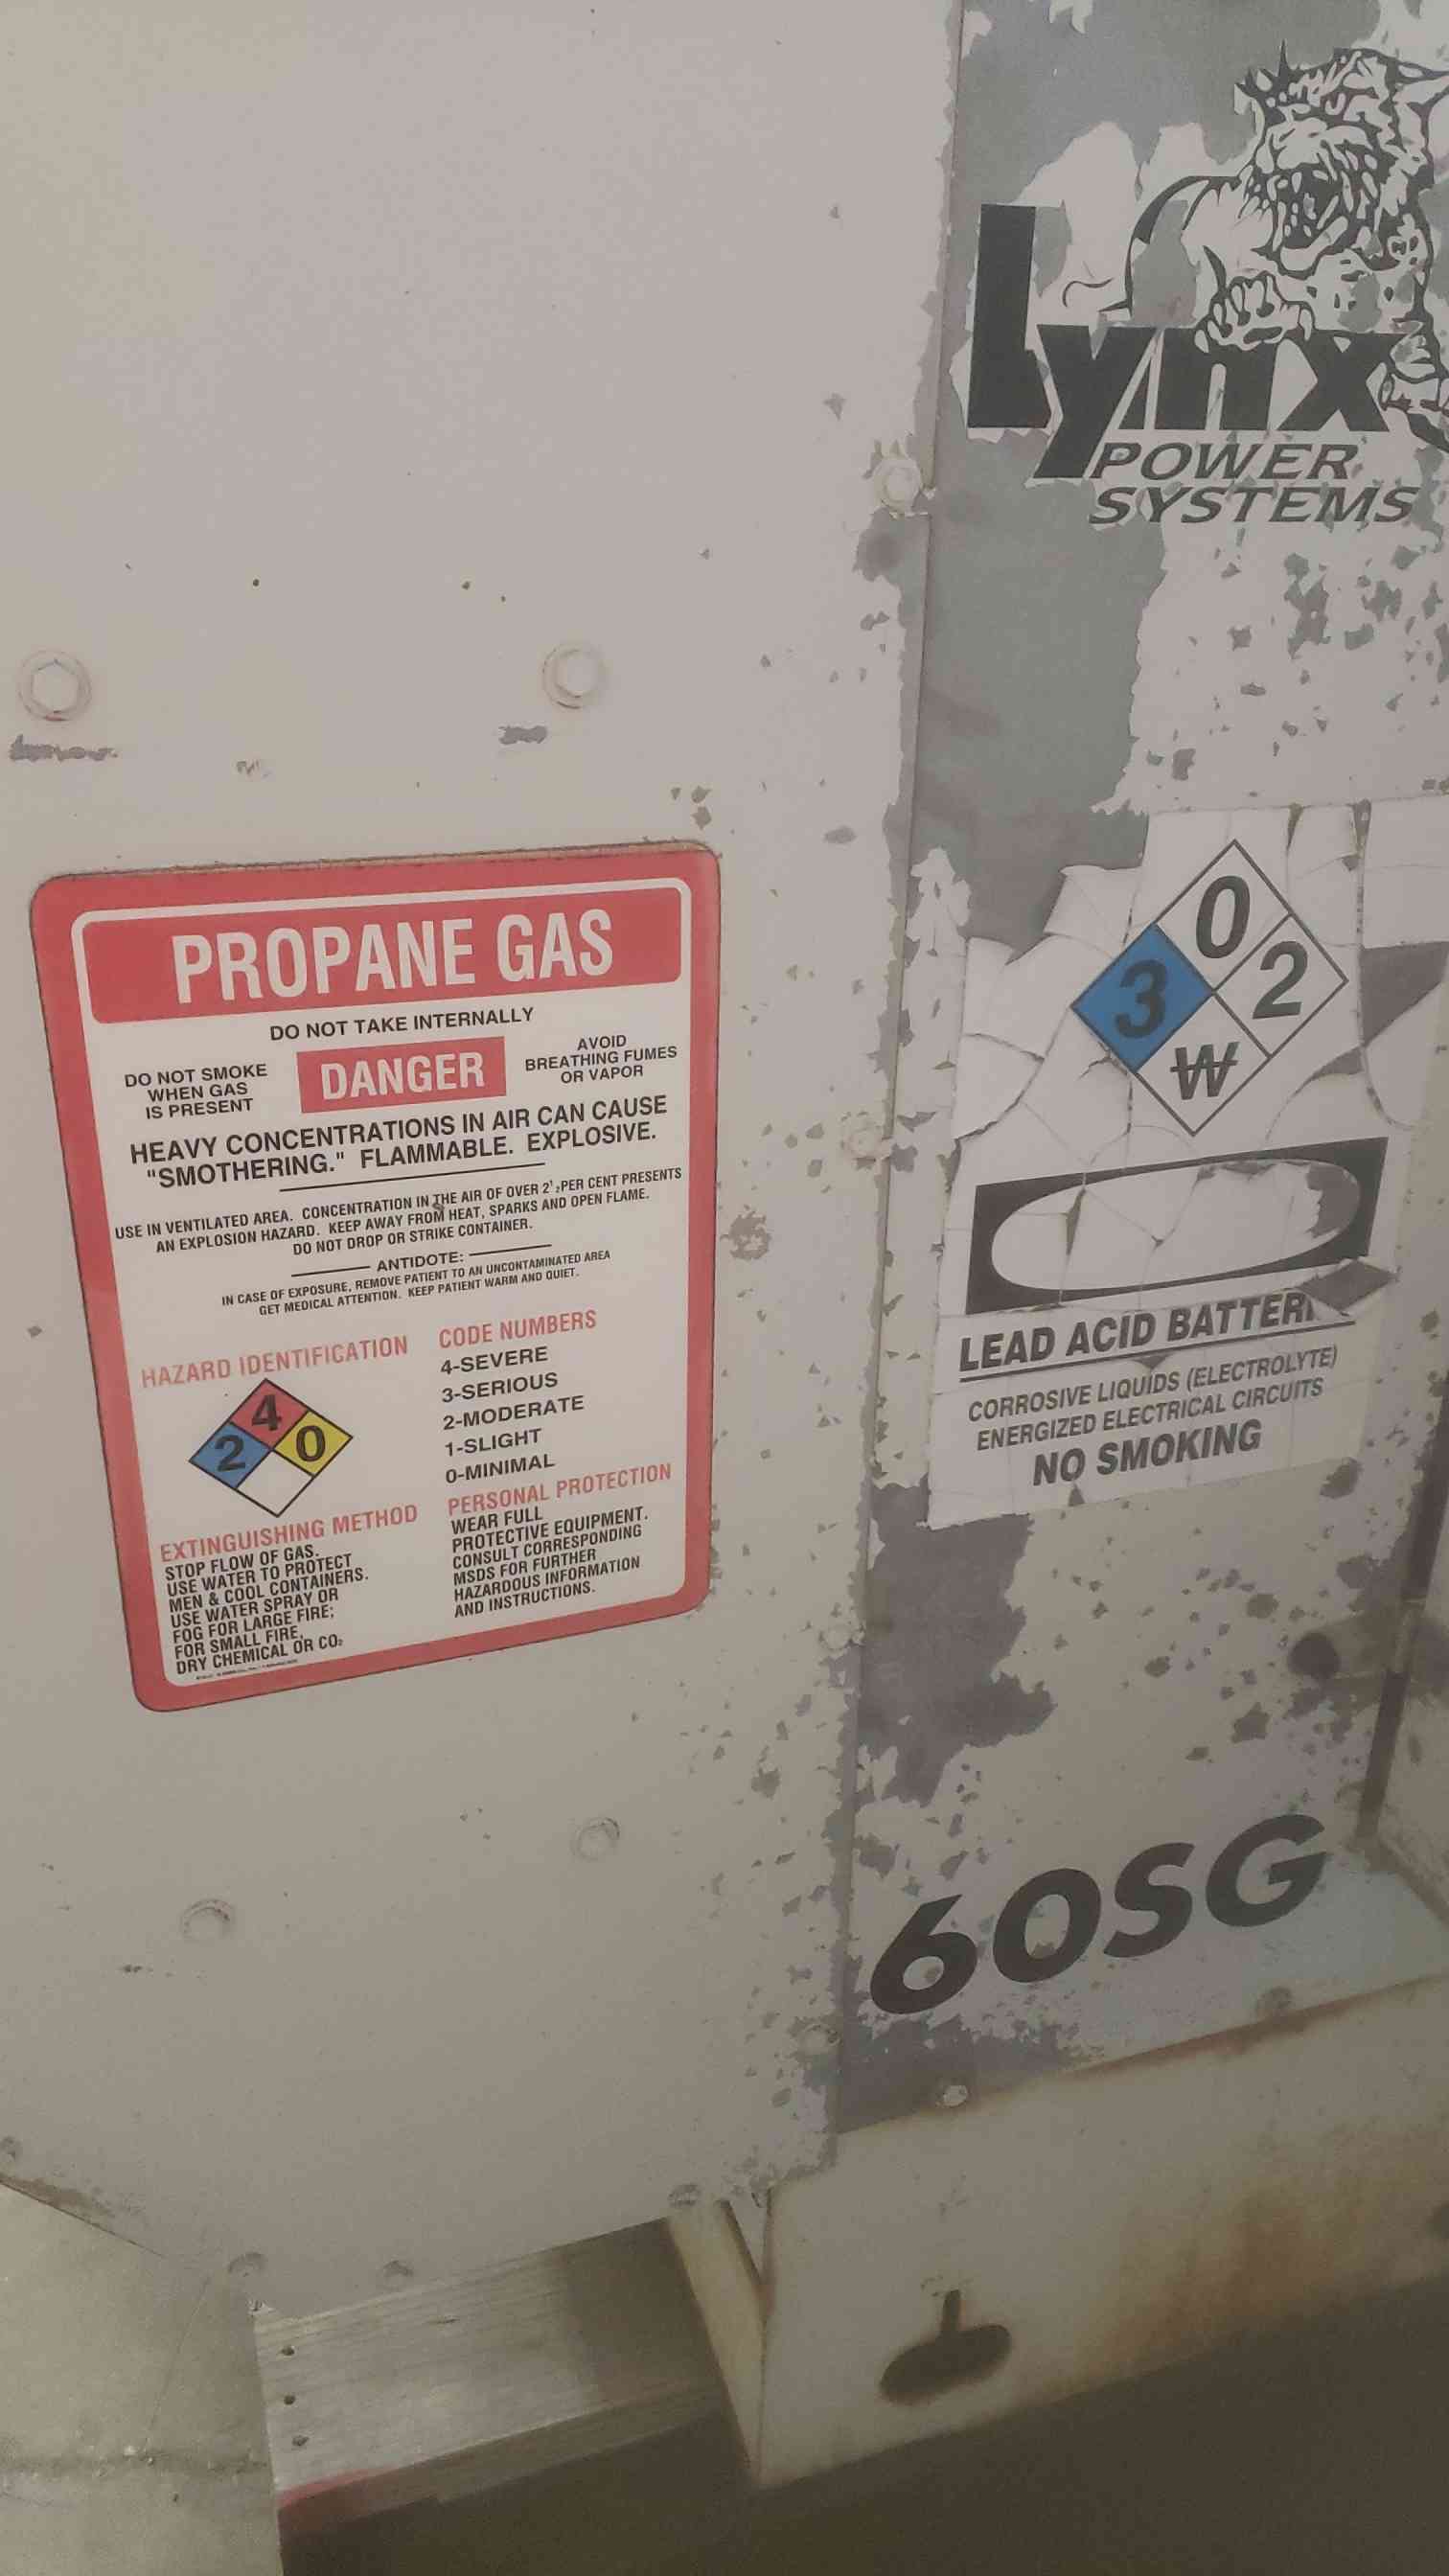 Lynx
POWER
SYSTEMS
PROPANE GAS
DO NOT TAKE INTERNALLY
DO NOT SMOKE
WHEN GAS
IS PRESENT
DANGER
AVOID
BREATHING FUMES
OR VAPOR
HEAVY CONCENTRATIONS IN AIR CAN CAUSE
"SMOTHERING." FLAMMABLE. EXPLOSIVE.
USE IN VENTILATED AREA. CONCENTRATION IN THE AIR OF OVER 2½ PER CENT PRESENTS
AN EXPLOSION HAZARD. KEEP AWAY FROM HEAT, SPARKS AND OPEN FLAME.
DO NOT DROP OR STRIKE CONTAINER.
ANTIDOTE:
IN CASE OF EXPOSURE, REMOVE PATIENT TO AN UNCONTAMINATED AREA
GET MEDICAL ATTENTION. KEEP PATIENT WARM AND QUIET.
HAZARD IDENTIFICATION
4
2 0
CODE NUMBERS
4-SEVERE
3-SERIOUS
2-MODERATE
1-SLIGHT
0-MINIMAL
EXTINGUISHING METHOD
STOP FLOW OF GAS.
USE WATER TO PROTECT
MEN & COOL CONTAINERS.
USE WATER SPRAY OR
FOG FOR LARGE FIRE;
FOR SMALL FIRE,
DRY CHEMICAL OR CO₂
PERSONAL PROTECTION
WEAR FULL
PROTECTIVE EQUIPMENT.
CONSULT CORRESPONDING
MSDS FOR FURTHER
HAZARDOUS INFORMATION
AND INSTRUCTIONS.
0
3 2
W
LEAD ACID BATTERI
CORROSIVE LIQUIDS (ELECTROLYTE)
ENERGIZED ELECTRICAL CIRCUITS
NO SMOKING
60SG